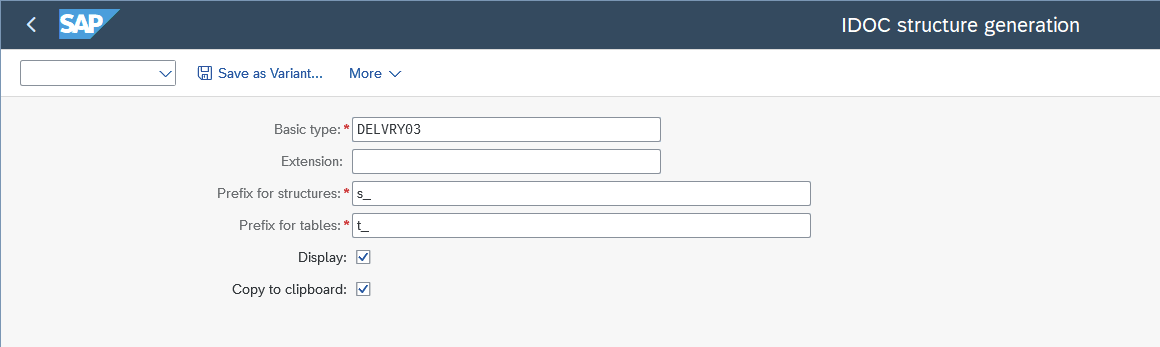 SAP IDOC structure generation
Save as Variant... More
Basic type:* DELVRY03
Extension:
Prefix for structures:* s_
Prefix for tables:* t_
Display:
Copy to clipboard: